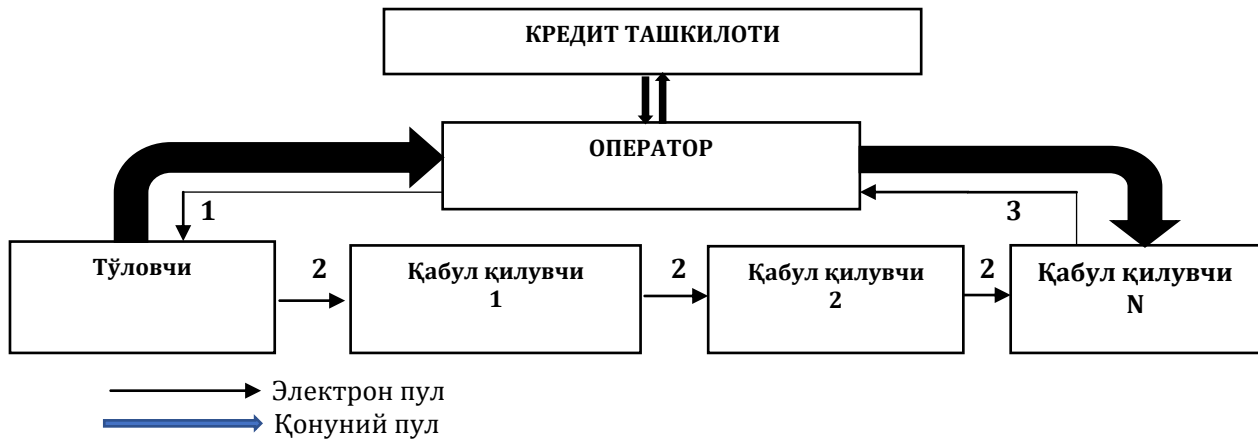 КРЕДИТ ТАШКИЛОТИ
ОПЕРАТОР
1
3
Тўловчи
2
Қабул қилувчи
1
2
Қабул қилувчи
2
2
Қабул қилувчи
N
Электрон пул
Қонуний пул